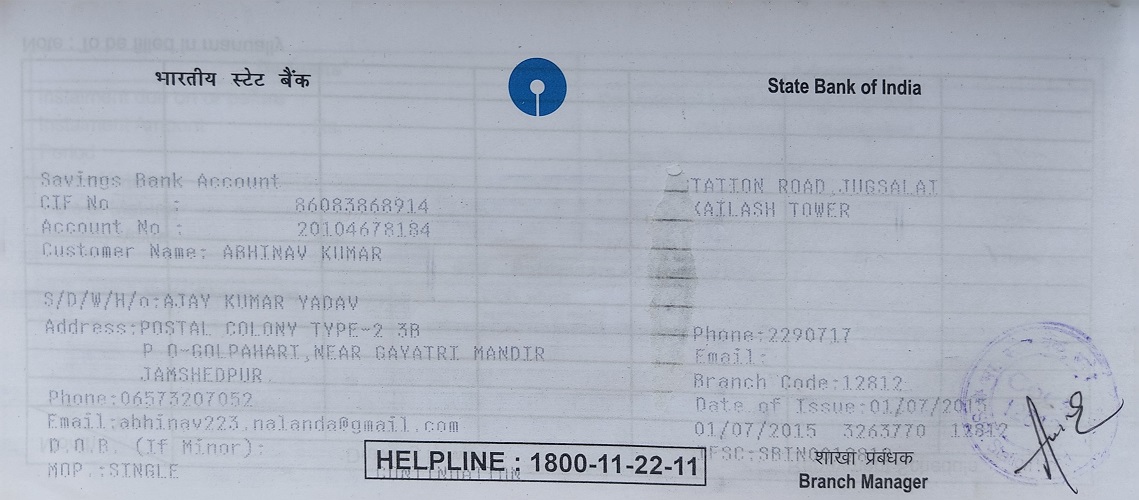 भारतीय स्टेट बैंक
State Bank of India
Savings Bank Account
CIF No : 86083868914
Account No : 20104678184
Customer Name: ABHINAV KUMAR
S/D/W/H/o:AJAY KUMAR YADAV
Address:POSTAL COLONY TYPE-2 3B
P O-GOLPAHARI,NEAR GAYATRI MANDIR
JAMSHEDPUR
Phone:06573207052
Email:abhinav223.nalanda@gmail.com
D.O.B. (If Minor):
MOP.:SINGLE
TATION ROAD,JUGSALAI
KAILASH TOWER
Phone:2290717
Email:
Branch Code:12812
Date of Issue:01/07/2015
01/07/2015 3263770 12812
HELPLINE : 1800-11-22-11
CONTINUATION
शाखा प्रबंधक
Branch Manager